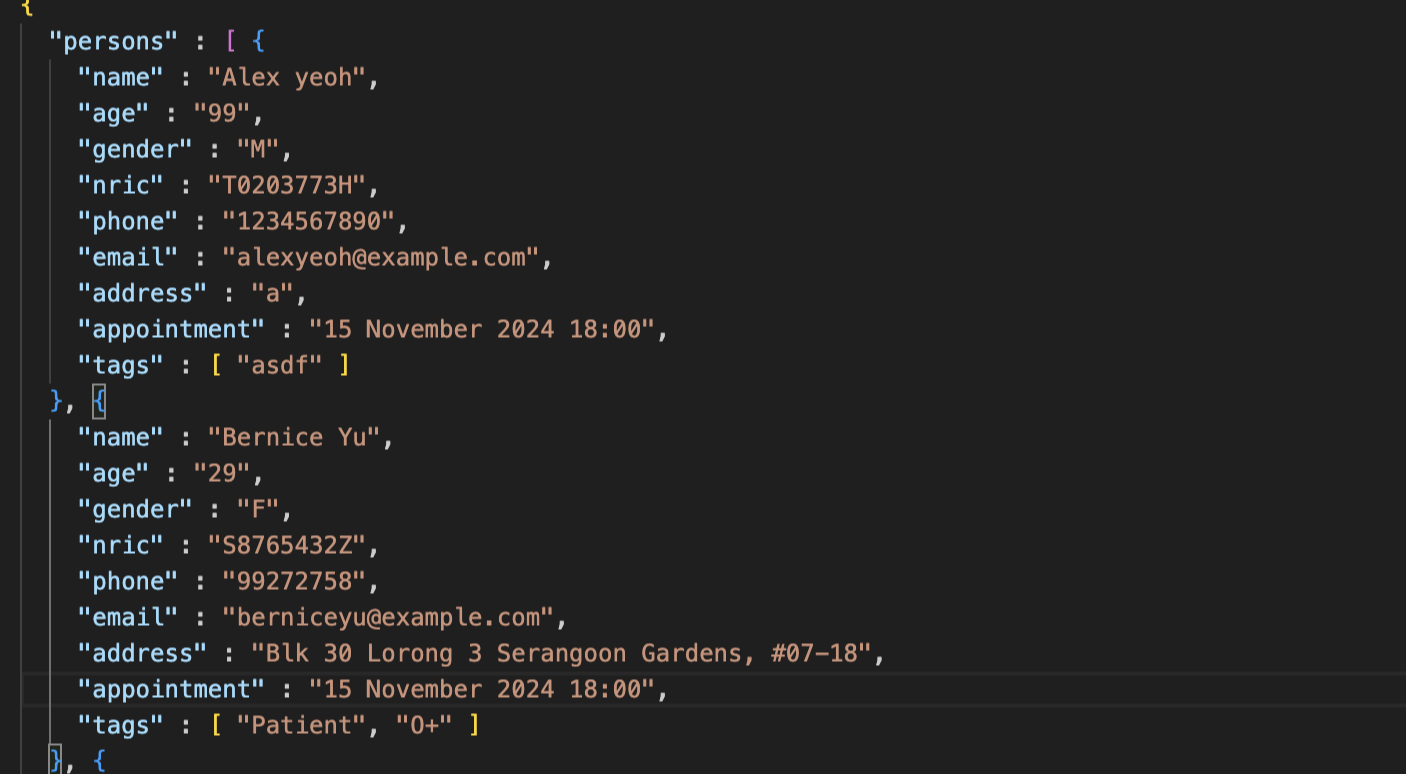 {
"persons" : [ {
"name" : "Alex yeoh",
"age" : "99",
"gender" : "M",
"nric" : "T0203773H",
"phone" : "1234567890",
"email" : "alexyeoh@example.com",
"address" : "a",
"appointment" : "15 November 2024 18:00",
"tags" : [ "asdf" ]
}, {
"name" : "Bernice Yu",
"age" : "29",
"gender" : "F",
"nric" : "S8765432Z",
"phone" : "99272758",
"email" : "berniceyu@example.com",
"address" : "Blk 30 Lorong 3 Serangoon Gardens, #07-18",
"appointment" : "15 November 2024 18:00",
"tags" : [ "Patient", "O+" ]
}, {